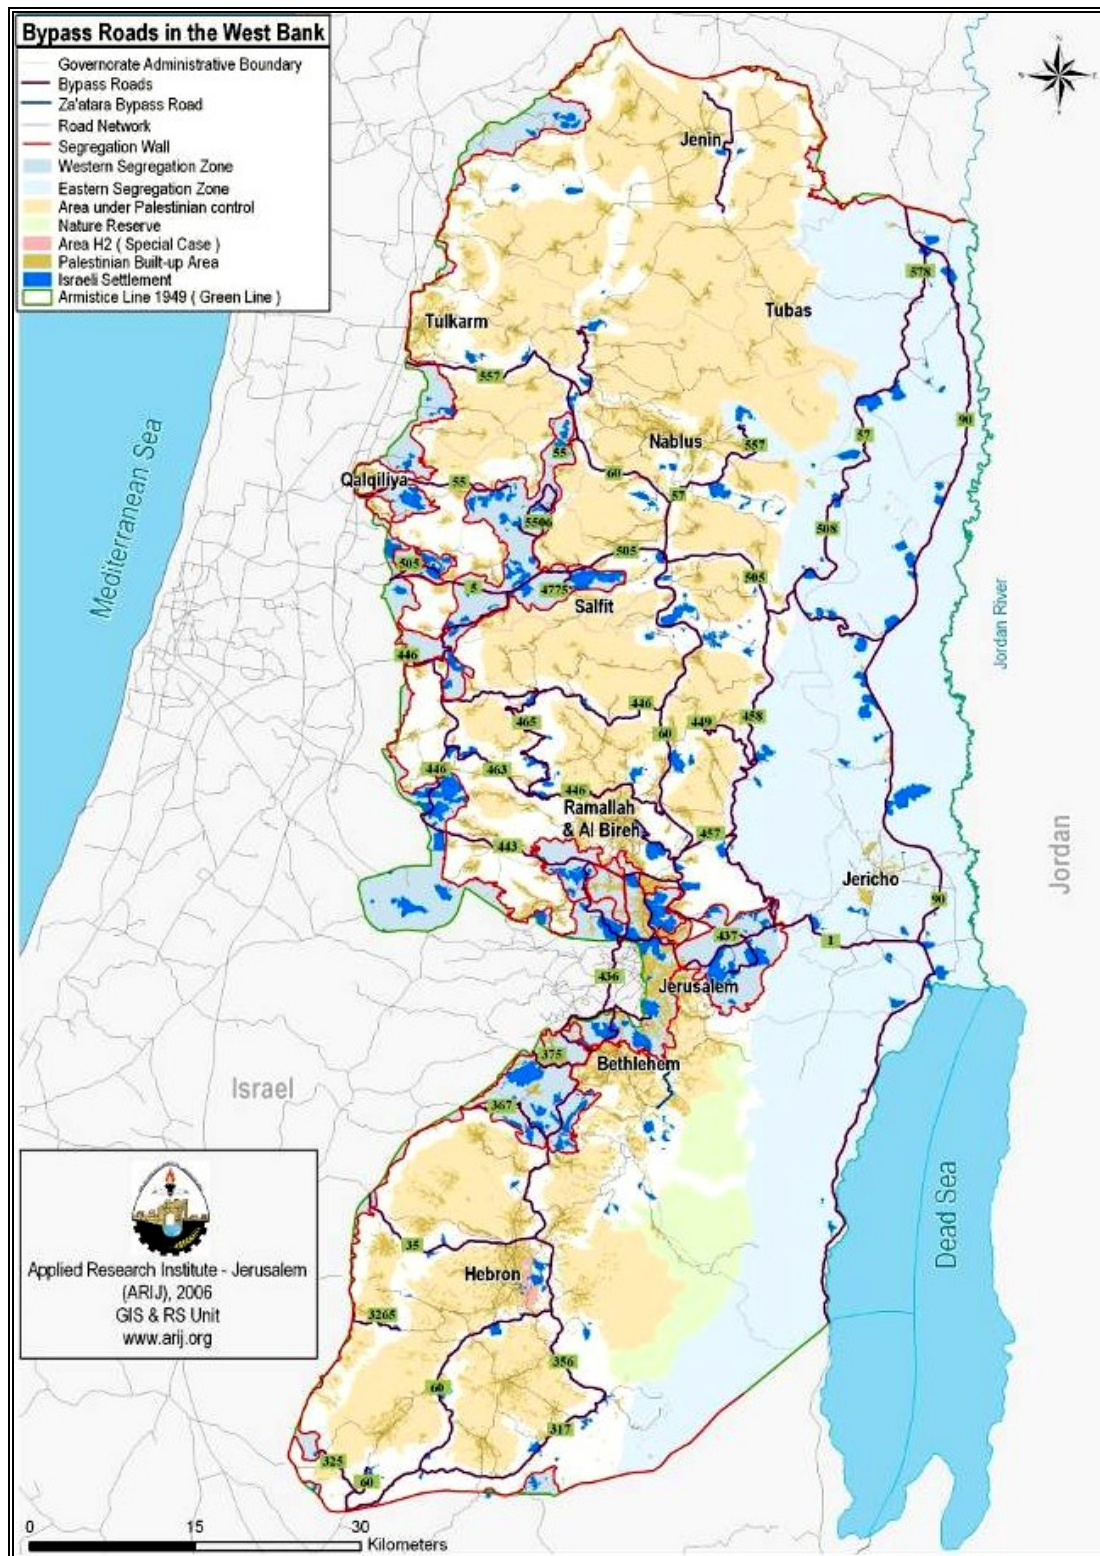 Bypass Roads in the West Bank
Governorate Administrative Boundary
Bypass Roads
Za'atara Bypass Road
Road Network
Segregation Wall
Western Segregation Zone
Eastern Segregation Zone
Area under Palestinian control
Nature Reserve
Area H2 ( Special Case )
Palestinian Built-up Area
Israeli Settlement
Armistice Line 1949 ( Green Line )
Jenin
578
Tubas
Tulkarm
557
90
57
Nablus
557
55
60
Qalqiliya
55
57
Mediterranean Sea
5506
508
505
505
505
5
4775
Salfit
Jordan River
446
446
465
449
458
60
446
463
446
Ramallah
& Al Bireh
457
443
Jordan
Jericho
90
437
1
436
Jerusalem
375
Bethlehem
Israel
367
Dead Sea
35
Hebron
Applied Research Institute - Jerusalem
(ARIJ), 2006
GIS & RS Unit
www.arij.org
3265
356
60
317
325
60
0 15 30
Kilometers